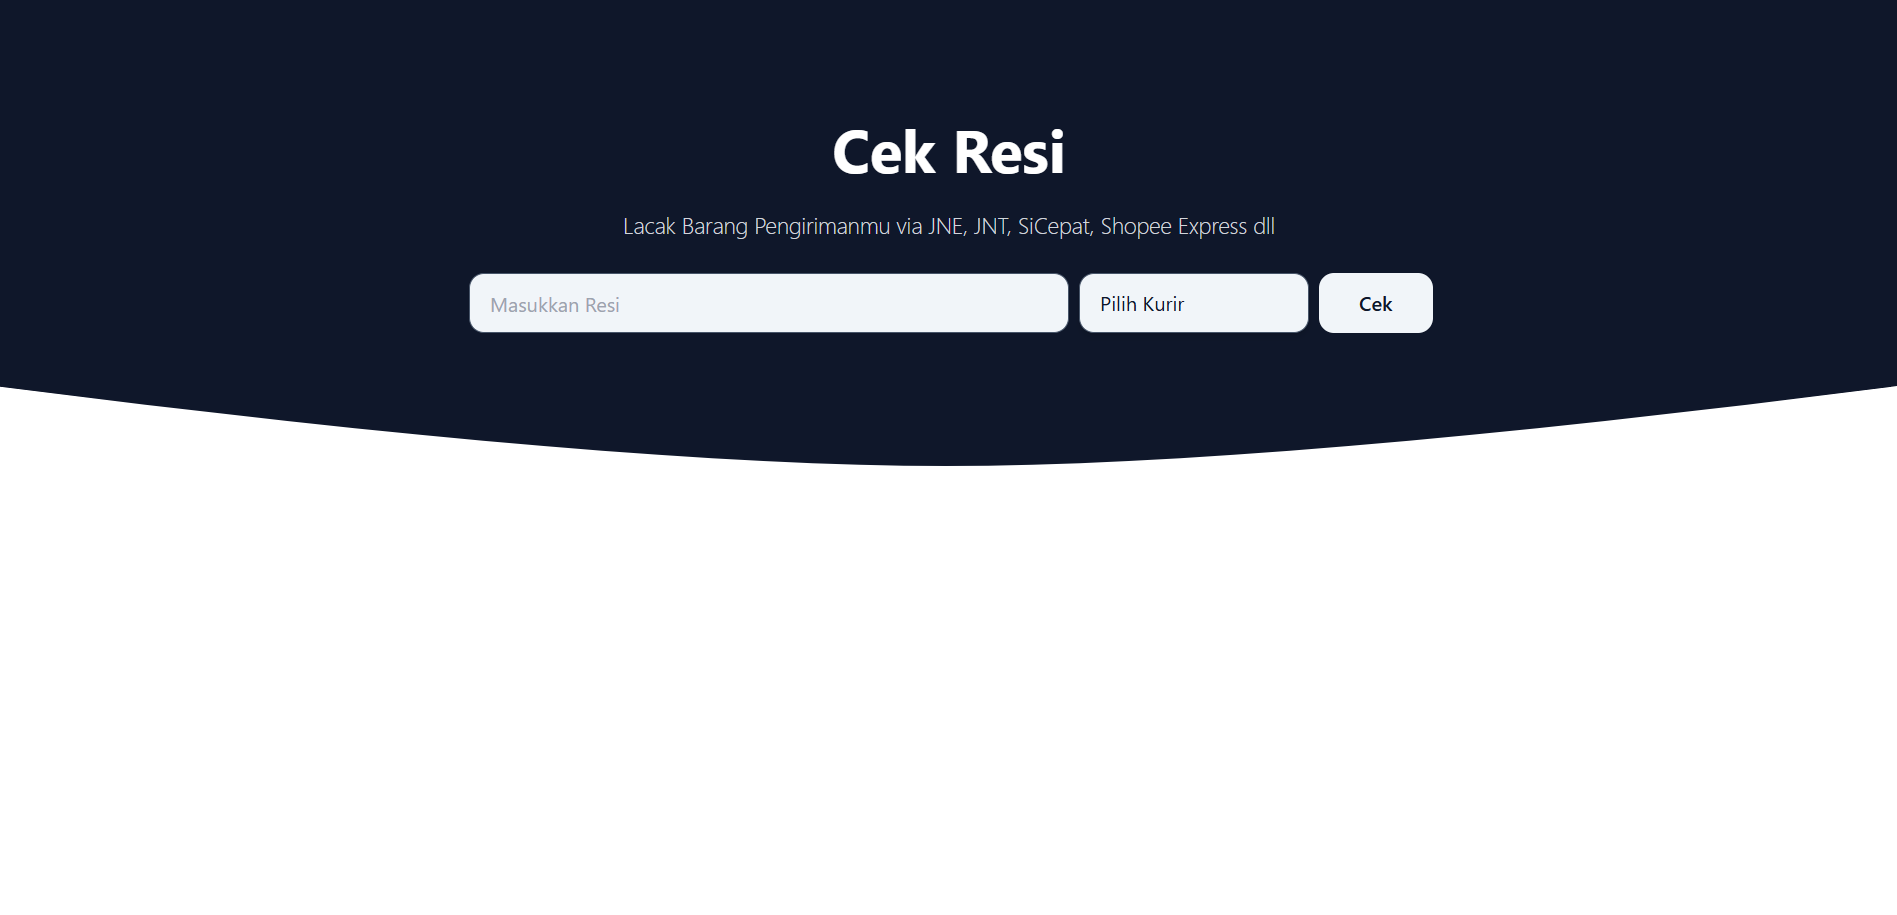 Cek Resi
Lacak Barang Pengirimanmu via JNE, JNT, SiCepat, Shopee Express dll
Masukkan Resi
Pilih Kurir
Cek